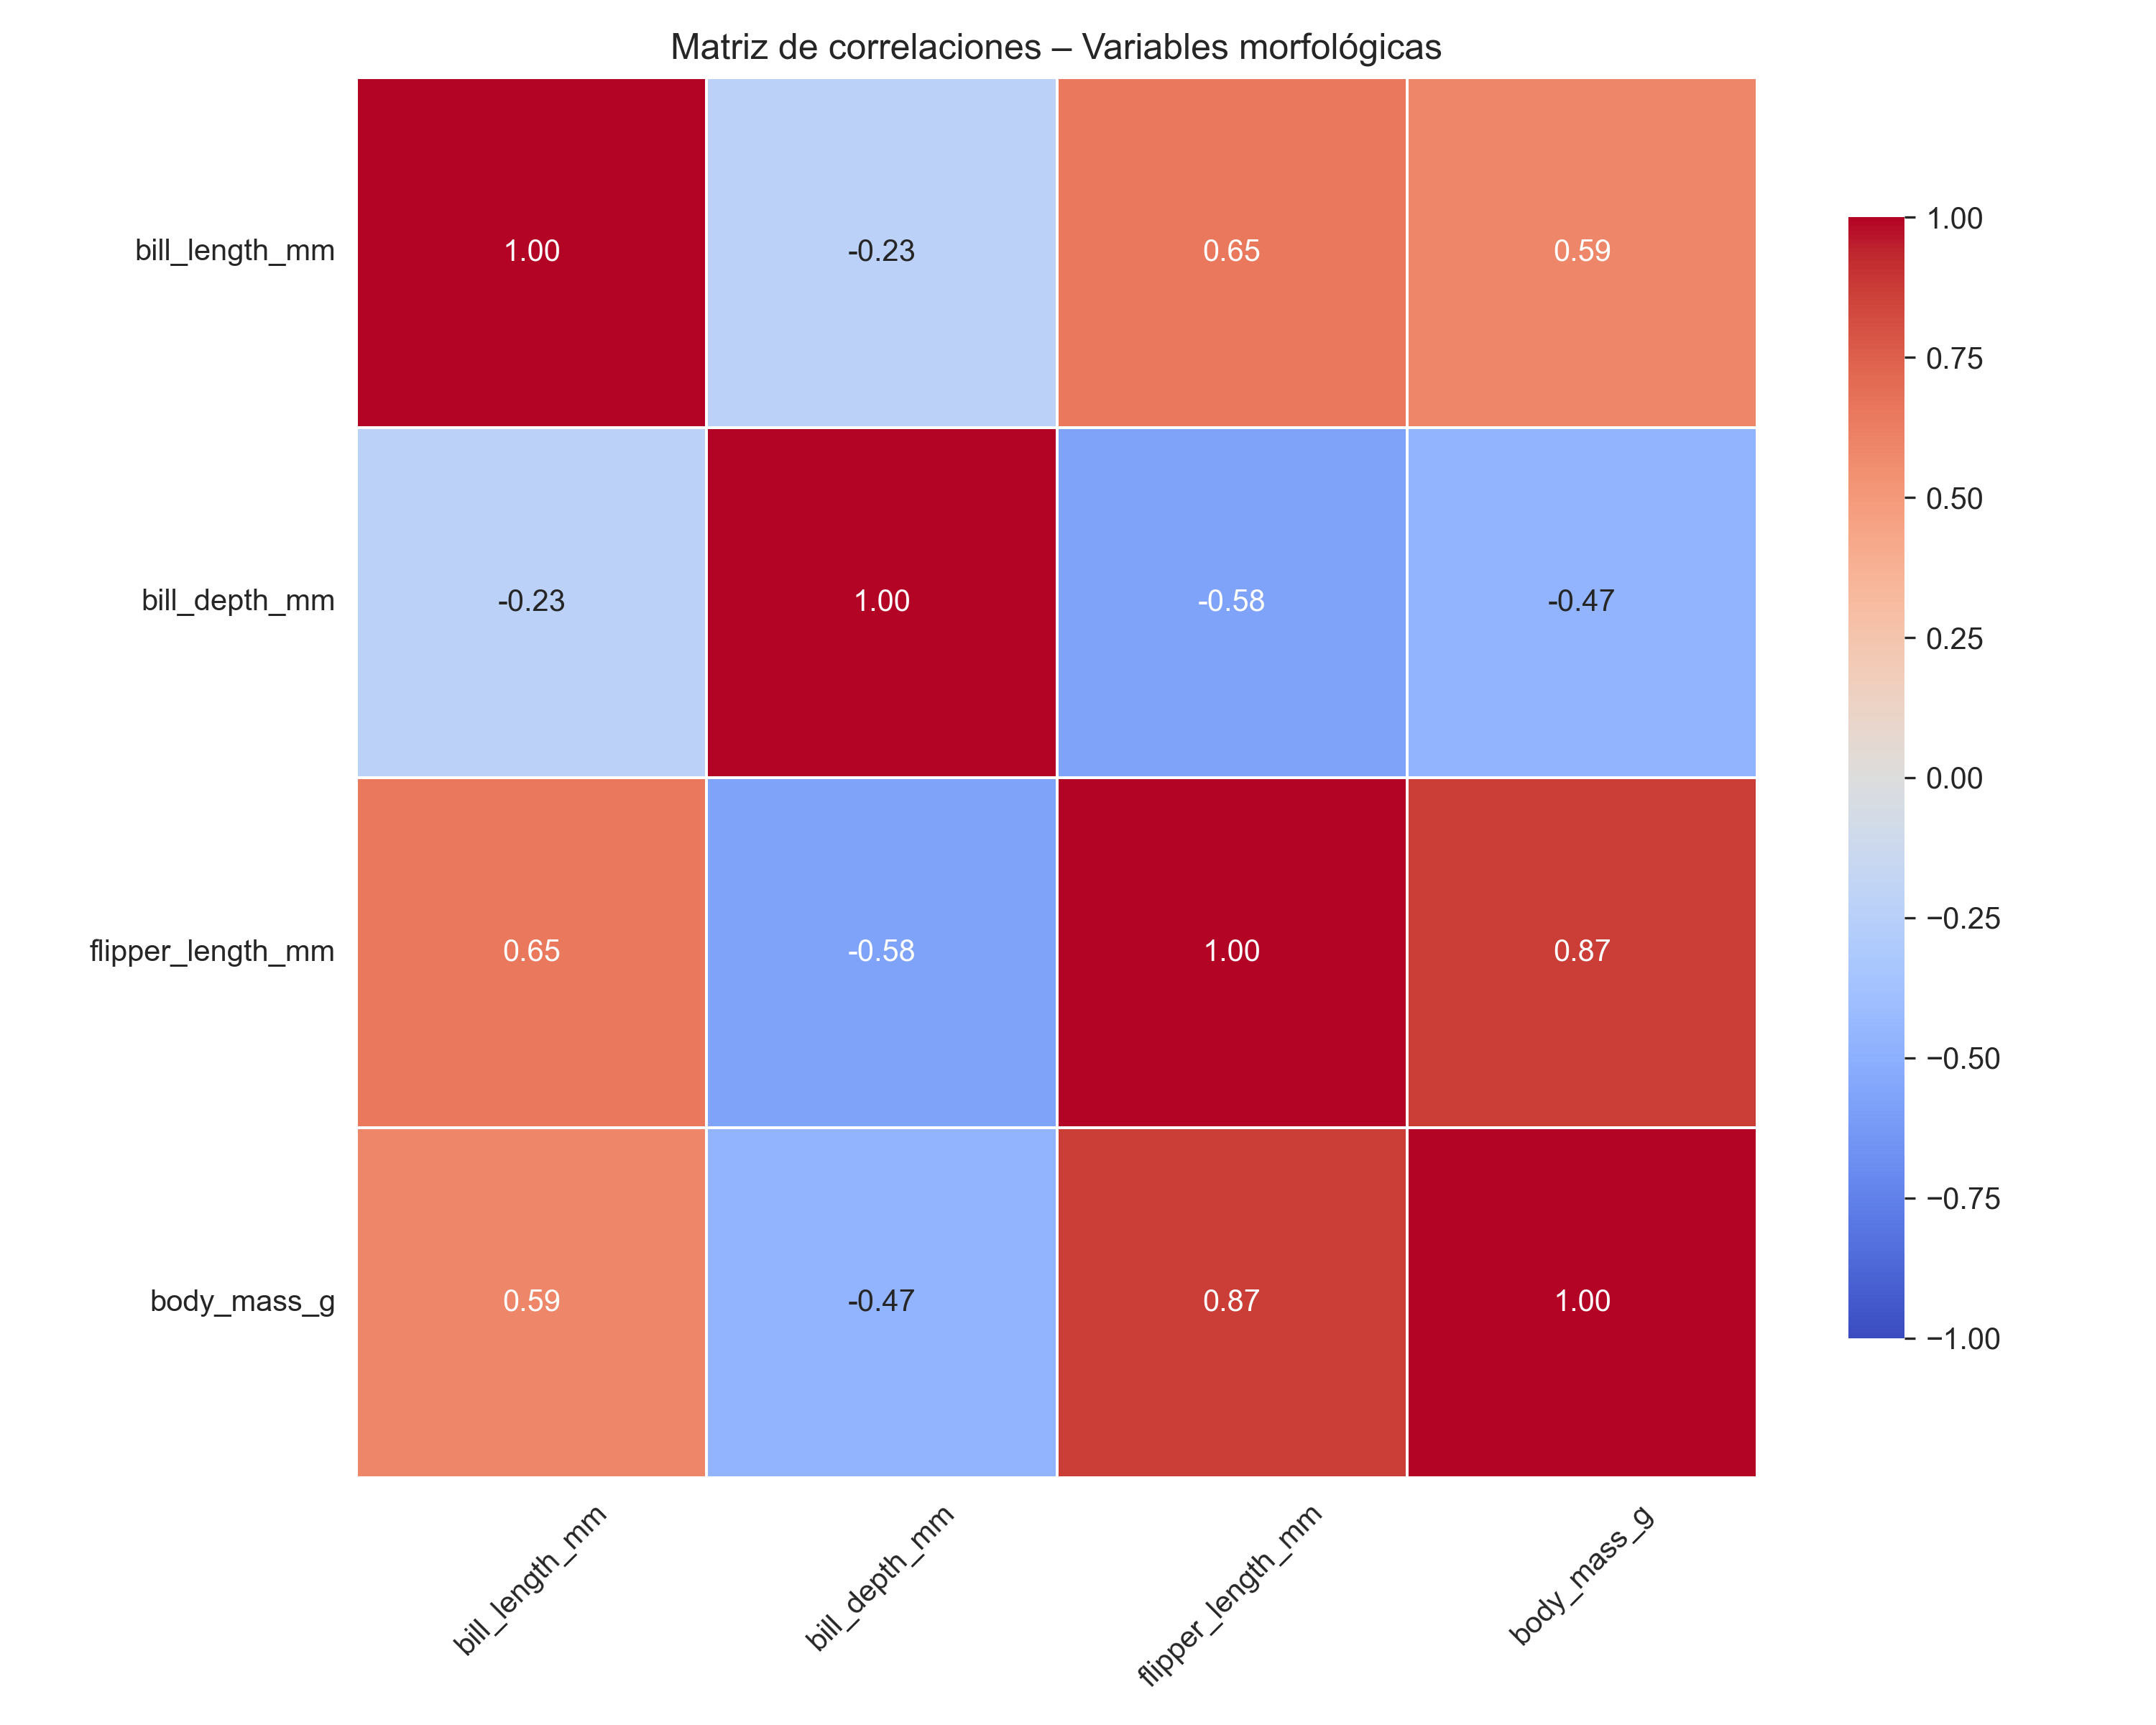 Matriz de correlaciones – Variables morfológicas
bill_length_mm
1.00
-0.23
0.65
0.59
bill_depth_mm
-0.23
1.00
-0.58
-0.47
flipper_length_mm
0.65
-0.58
1.00
0.87
body_mass_g
0.59
-0.47
0.87
1.00
bill_length_mm
bill_depth_mm
flipper_length_mm
body_mass_g
1.00
0.75
0.50
0.25
0.00
−0.25
−0.50
−0.75
−1.00